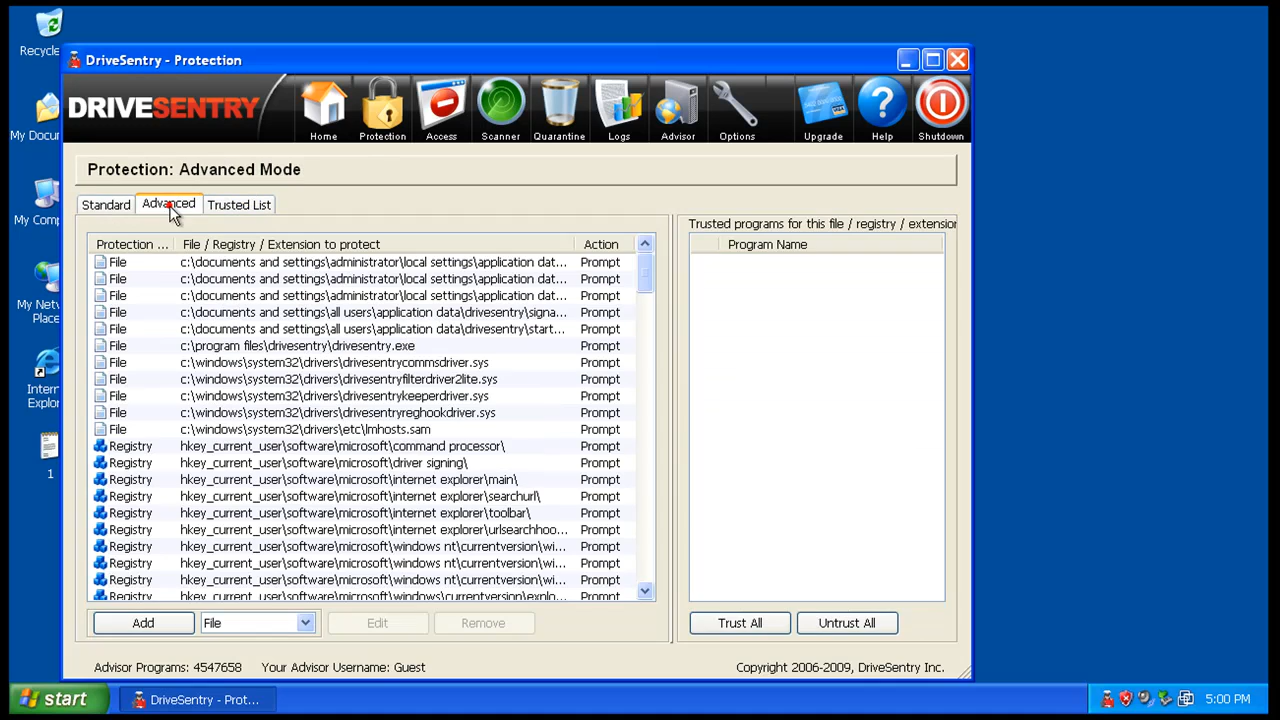 Recycle
My Docum
My Comp
My Netw
Place
Intern
Explor
1
DriveSentry - Protection
DRIVESENTRY
Home
Protection
Access
Scanner
Quarantine
Logs
Advisor
Options
Upgrade
Help
Shutdown
Protection: Advanced Mode
Standard
Advanced
Trusted List
Protection ... File / Registry / Extension to protect Action
File c:\documents and settings\administrator\local settings\application dat... Prompt
File c:\documents and settings\administrator\local settings\application dat... Prompt
File c:\documents and settings\administrator\local settings\application dat... Prompt
File c:\documents and settings\all users\application data\drivesentry\signa... Prompt
File c:\documents and settings\all users\application data\drivesentry\start... Prompt
File c:\program files\drivesentry\drivesentry.exe Prompt
File c:\windows\system32\drivers\drivesentrycommsdriver.sys Prompt
File c:\windows\system32\drivers\drivesentryfilterdriver2lite.sys Prompt
File c:\windows\system32\drivers\drivesentrykeeperdriver.sys Prompt
File c:\windows\system32\drivers\drivesentryreghookdriver.sys Prompt
File c:\windows\system32\drivers\etc\lmhosts.sam Prompt
Registry hkey_current_user\software\microsoft\command processor\ Prompt
Registry hkey_current_user\software\microsoft\driver signing\ Prompt
Registry hkey_current_user\software\microsoft\internet explorer\main\ Prompt
Registry hkey_current_user\software\microsoft\internet explorer\searchurl\ Prompt
Registry hkey_current_user\software\microsoft\internet explorer\toolbar\ Prompt
Registry hkey_current_user\software\microsoft\internet explorer\urlsearchhoo... Prompt
Registry hkey_current_user\software\microsoft\windows nt\currentversion\wi... Prompt
Registry hkey_current_user\software\microsoft\windows nt\currentversion\wi... Prompt
Registry hkey_current_user\software\microsoft\windows nt\currentversion\wi... Prompt
Registry hkey_current_user\software\microsoft\windows\currentversion\explo... Prompt
Trusted programs for this file / registry / extension
Program Name
Add
File
Edit
Remove
Trust All
Untrust All
Advisor Programs: 4547658
Your Advisor Username: Guest
Copyright 2006-2009, DriveSentry Inc.
start
DriveSentry - Prot...
5:00 PM